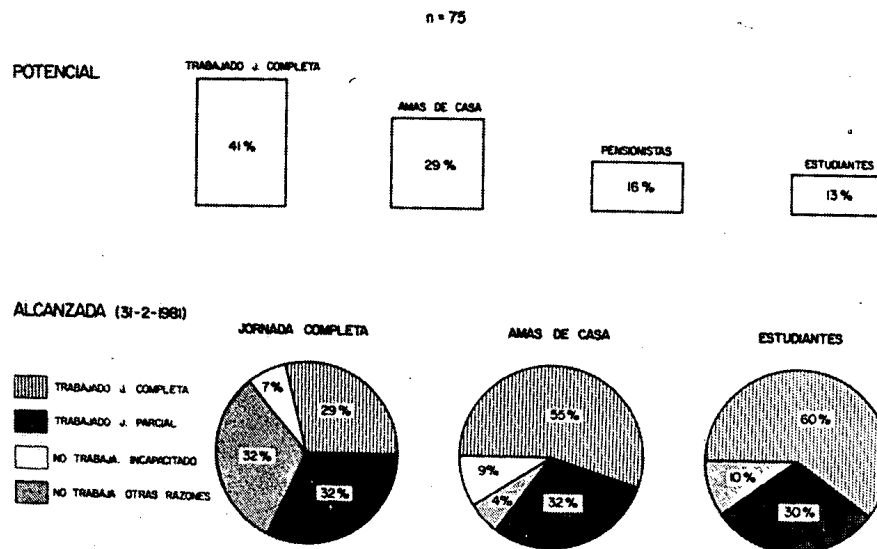 n = 75
POTENCIAL
TRABAJADO J. COMPLETA
41 %
AMAS DE CASA
29 %
PENSIONISTAS
16 %
ESTUDIANTES
13 %
ALCANZADA (31-2-1981)
JORNADA COMPLETA
AMAS DE CASA
ESTUDIANTES
TRABAJADO J. COMPLETA
TRABAJADO J. PARCIAL
NO TRABAJA. INCAPACITADO
NO TRABAJA OTRAS RAZONES
7%
29%
32%
32%
55%
9%
4%
32%
60%
10%
30%